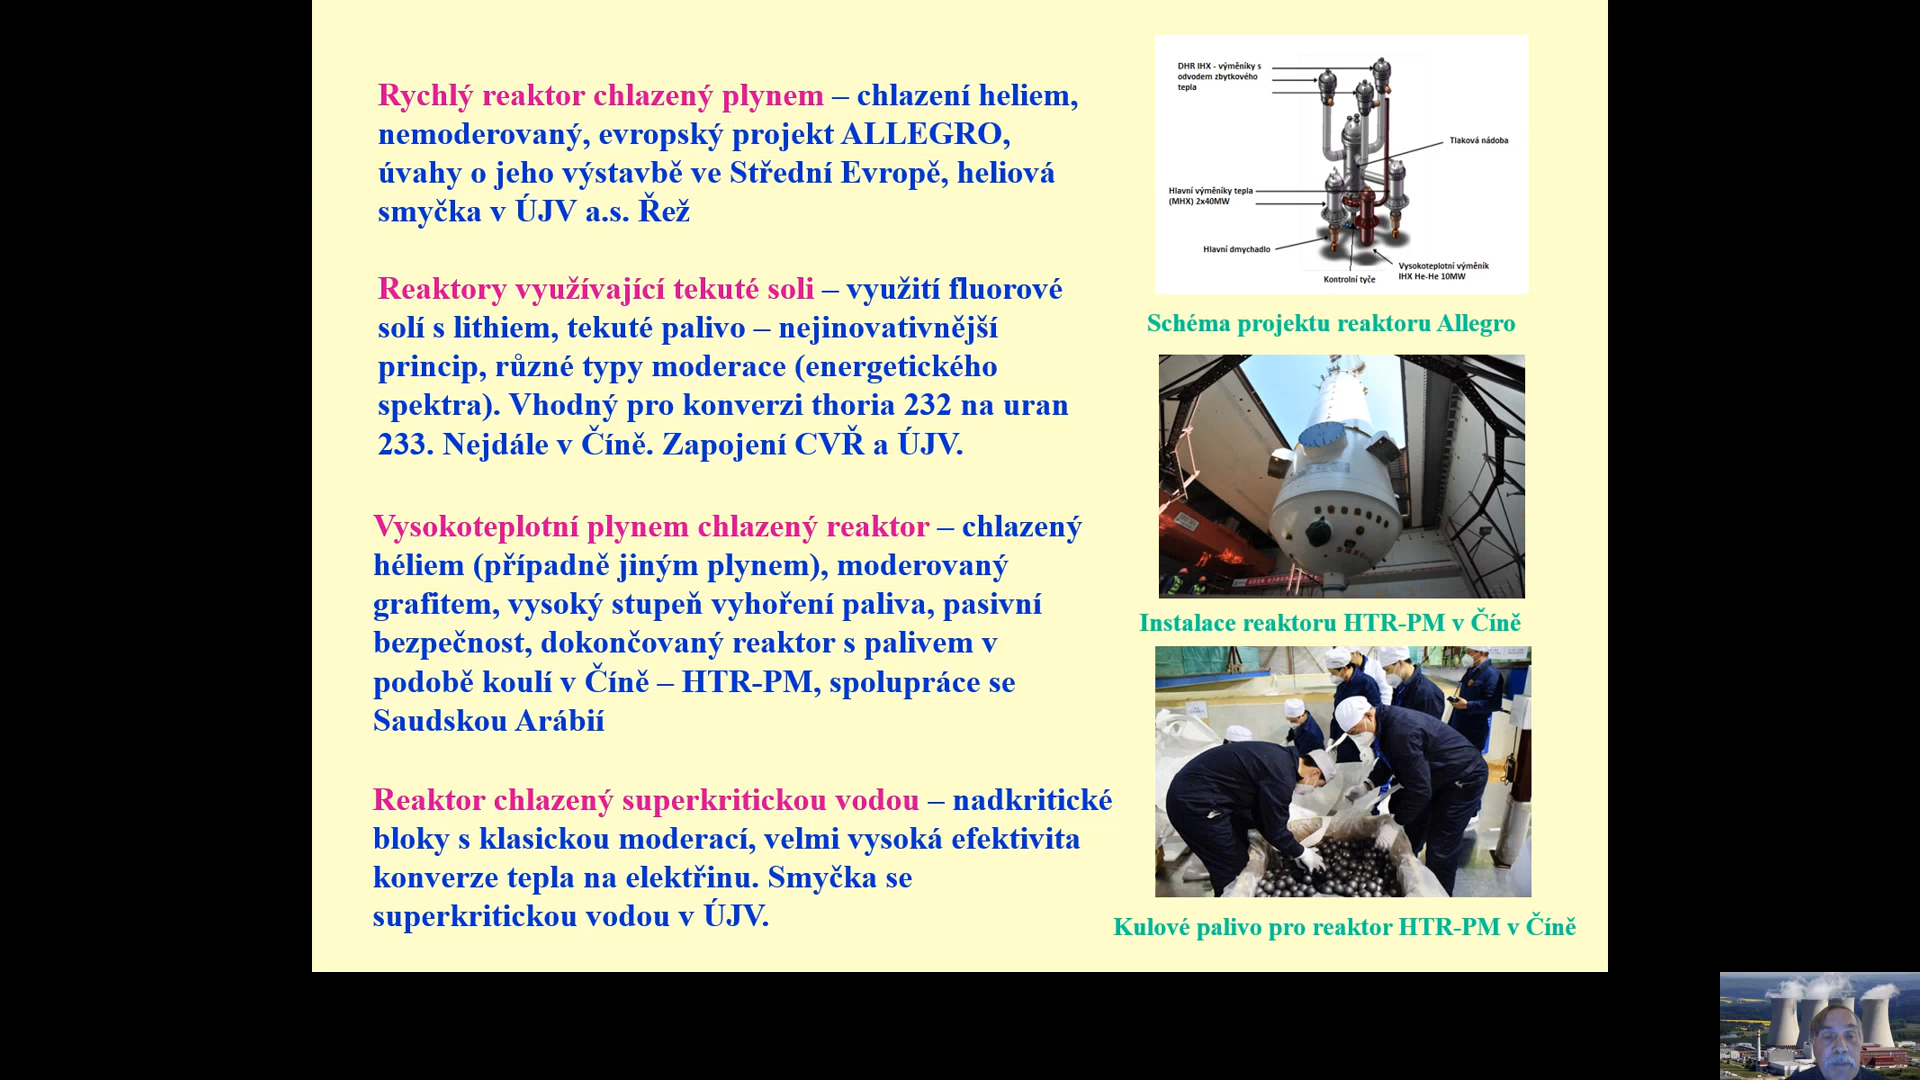 Rychlý reaktor chlazený plynem – chlazení heliem,
nemoderovaný, evropský projekt ALLEGRO,
úvahy o jeho výstavbě ve Střední Evropě, heliová
smyčka v ÚJV a.s. Řež
Reaktory využívající tekuté soli – využití fluorové
solí s lithiem, tekuté palivo – nejinovativnější
princip, různé typy moderace (energetického
spektra). Vhodný pro konverzi thoria 232 na uran
233. Nejdále v Číně. Zapojení CVŘ a ÚJV.
Vysokoteplotní plynem chlazený reaktor – chlazený
héliem (případně jiným plynem), moderovaný
grafitem, vysoký stupeň vyhoření paliva, pasivní
bezpečnost, dokončovaný reaktor s palivem v
podobě koulí v Číně – HTR-PM, spolupráce se
Saudskou Arábií
Reaktor chlazený superkritickou vodou – nadkritické
bloky s klasickou moderací, velmi vysoká efektivita
konverze tepla na elektřinu. Smyčka se
superkritickou vodou v ÚJV.
DHR IHX - výměníky s
odvodem zbytkového
tepla
Tlaková nádoba
Hlavní výměníky tepla
(MHX) 2x40MW
Hlavní dmychadlo
Kontrolní tyče
Vysokoteplotní výměník
IHX He-He 10MW
Schéma projektu reaktoru Allegro
Instalace reaktoru HTR-PM v Číně
Kulové palivo pro reaktor HTR-PM v Číně